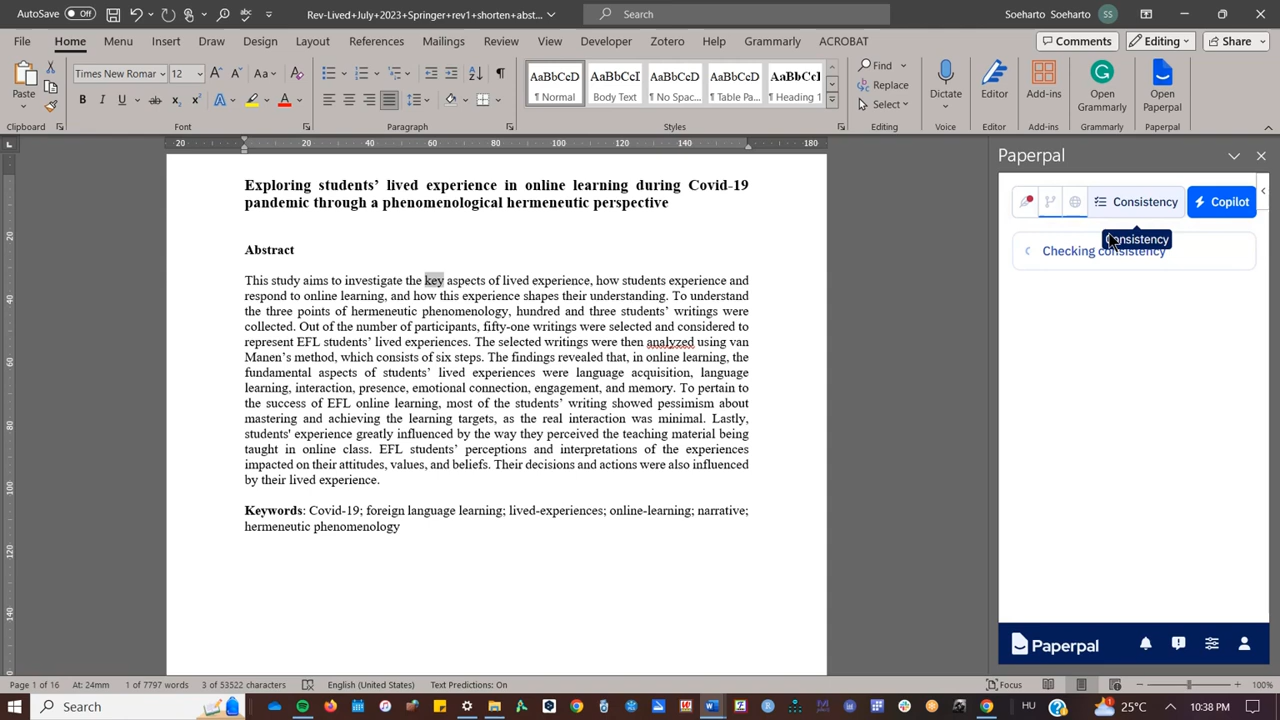 AutoSave Off
Rev-Lived+July+2023+Springer+rev1+shorten+abst...
Search
Soeharto Soeharto SS
File Home Menu Insert Draw Design Layout References Mailings Review View Developer Zotero Help Grammarly ACROBAT
Comments Editing Share
Paste
Times New Roman 12
AaBbCcD AaBbCcI AaBbCcD AaBbCcD AaBbCcI
¶ Normal Body Text ¶ No Spac... ¶ Table Pa... ¶ Heading 1
Find
Replace
Select
Dictate
Editor
Add-ins
Open Grammarly
Open Paperpal
Clipboard Font Paragraph Styles Editing Voice Editor Add-ins Grammarly Paperpal
20 20 40 60 80 100 120 140 180
Exploring students’ lived experience in online learning during Covid-19
pandemic through a phenomenological hermeneutic perspective
Abstract
This study aims to investigate the key aspects of lived experience, how students experience and
respond to online learning, and how this experience shapes their understanding. To understand
the three points of hermeneutic phenomenology, hundred and three students’ writings were
collected. Out of the number of participants, fifty-one writings were selected and considered to
represent EFL students’ lived experiences. The selected writings were then analyzed using van
Manen’s method, which consists of six steps. The findings revealed that, in online learning, the
fundamental aspects of students’ lived experiences were language acquisition, language
learning, interaction, presence, emotional connection, engagement, and memory. To pertain to
the success of EFL online learning, most of the students’ writing showed pessimism about
mastering and achieving the learning targets, as the real interaction was minimal. Lastly,
students' experience greatly influenced by the way they perceived the teaching material being
taught in online class. EFL students’ perceptions and interpretations of the experiences
impacted on their attitudes, values, and beliefs. Their decisions and actions were also influenced
by their lived experience.
Keywords: Covid-19; foreign language learning; lived-experiences; online-learning; narrative;
hermeneutic phenomenology
Paperpal
Consistency
Copilot
Consistency
Checking consistency
Paperpal
Page 1 of 16 At: 24mm 1 of 7797 words 3 of 53522 characters English (United States) Text Predictions: On Focus 100%
Search
25°C
HU
10:38 PM